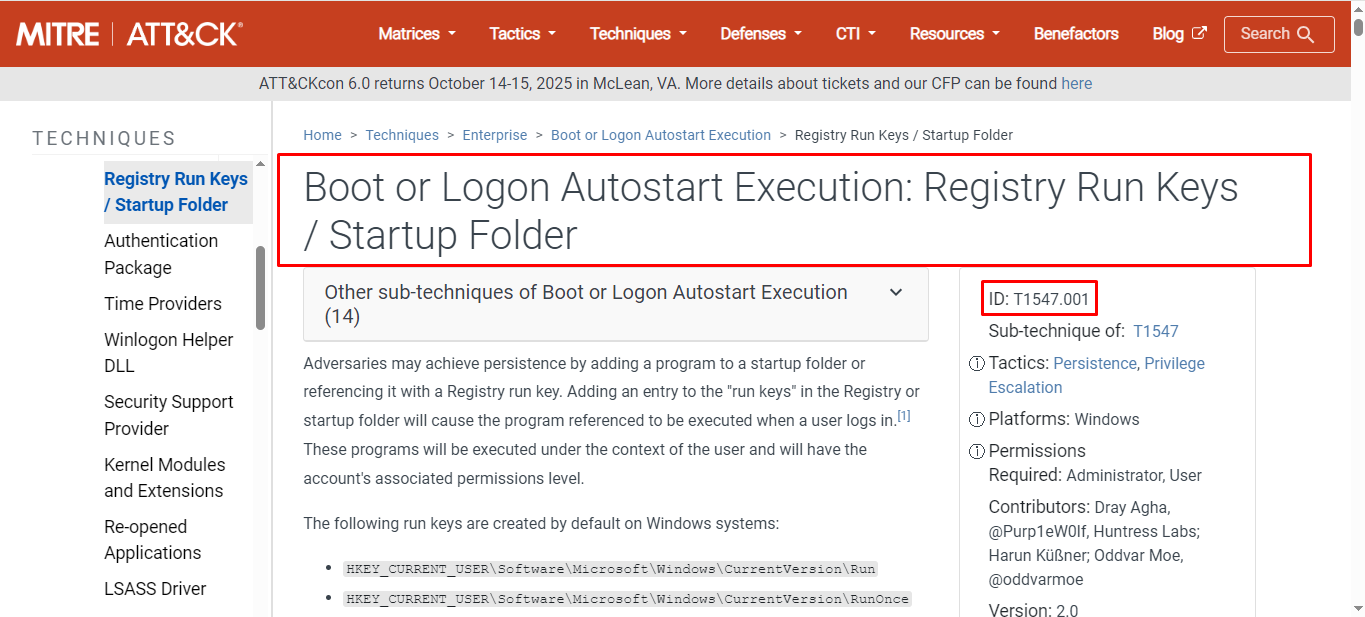 MITRE | ATT&CK®
Matrices
Tactics
Techniques
Defenses
CTI
Resources
Benefactors
Blog
Search
ATT&CKcon 6.0 returns October 14-15, 2025 in McLean, VA. More details about tickets and our CFP can be found here
TECHNIQUES
Registry Run Keys
/ Startup Folder
Authentication
Package
Time Providers
Winlogon Helper
DLL
Security Support
Provider
Kernel Modules
and Extensions
Re-opened
Applications
LSASS Driver
Home > Techniques > Enterprise > Boot or Logon Autostart Execution > Registry Run Keys / Startup Folder
Boot or Logon Autostart Execution: Registry Run Keys
/ Startup Folder
Other sub-techniques of Boot or Logon Autostart Execution
(14)
Adversaries may achieve persistence by adding a program to a startup folder or
referencing it with a Registry run key. Adding an entry to the "run keys" in the Registry or
startup folder will cause the program referenced to be executed when a user logs in.[1]
These programs will be executed under the context of the user and will have the
account's associated permissions level.
The following run keys are created by default on Windows systems:
• HKEY_CURRENT_USER\Software\Microsoft\Windows\CurrentVersion\Run
• HKEY_CURRENT_USER\Software\Microsoft\Windows\CurrentVersion\RunOnce
ID: T1547.001
Sub-technique of: T1547
Tactics: Persistence, Privilege
Escalation
Platforms: Windows
Permissions
Required: Administrator, User
Contributors: Dray Agha,
@Purp1eW0lf, Huntress Labs;
Harun Küßner; Oddvar Moe,
@oddvarmoe
Version: 2.0